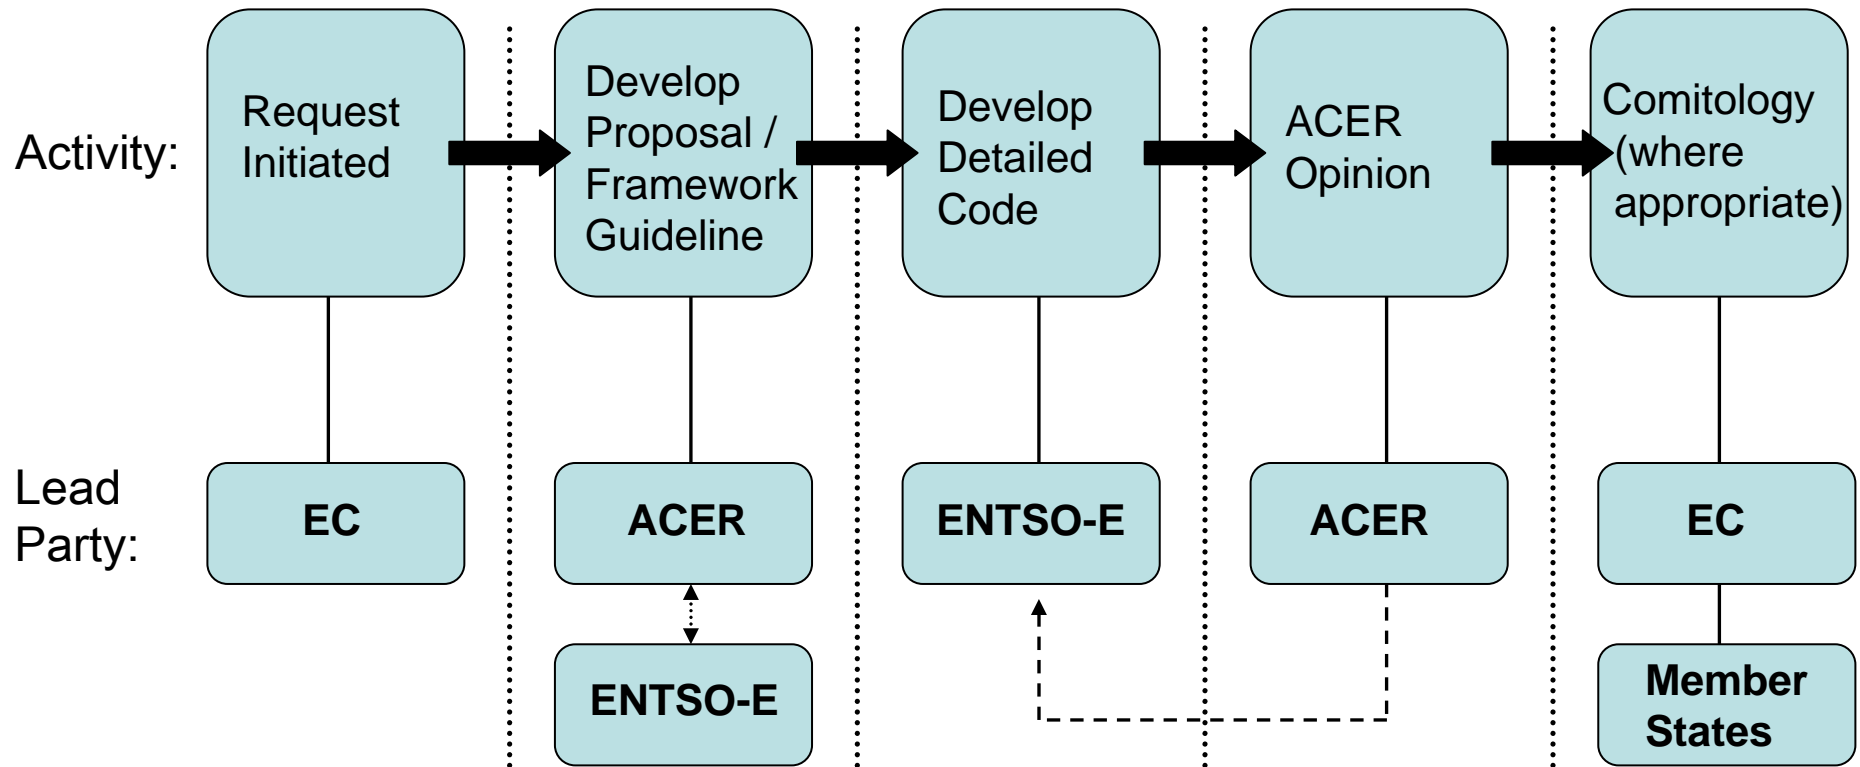 Activity:
Request
Initiated
Develop
Proposal /
Framework
Guideline
Develop
Detailed
Code
ACER
Opinion
Comitology
(where
appropriate)
Lead
Party:
EC
ACER
ENTSO-E
ACER
EC
ENTSO-E
Member
States